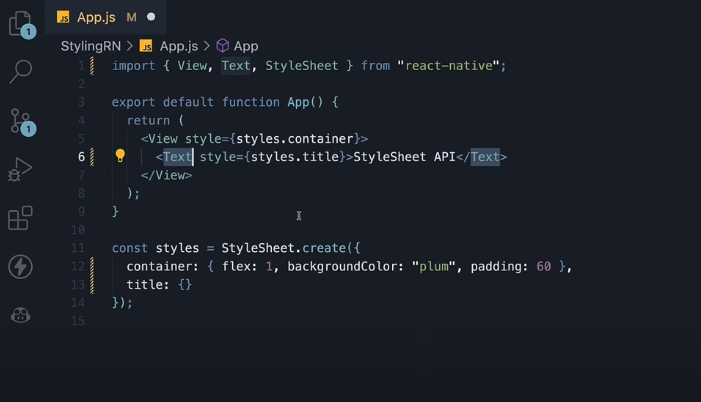 JS App.js M
1
StylingRN > JS App.js > App
1 import { View, Text, StyleSheet } from "react-native";
2
3 export default function App() {
4 return (
5 <View style={styles.container}>
6 <Text style={styles.title}>StyleSheet API</Text>
7 </View>
8 );
9 }
10
1
11 const styles = StyleSheet.create({
12 container: { flex: 1, backgroundColor: "plum", padding: 60 },
13 title: {}
14 });
15